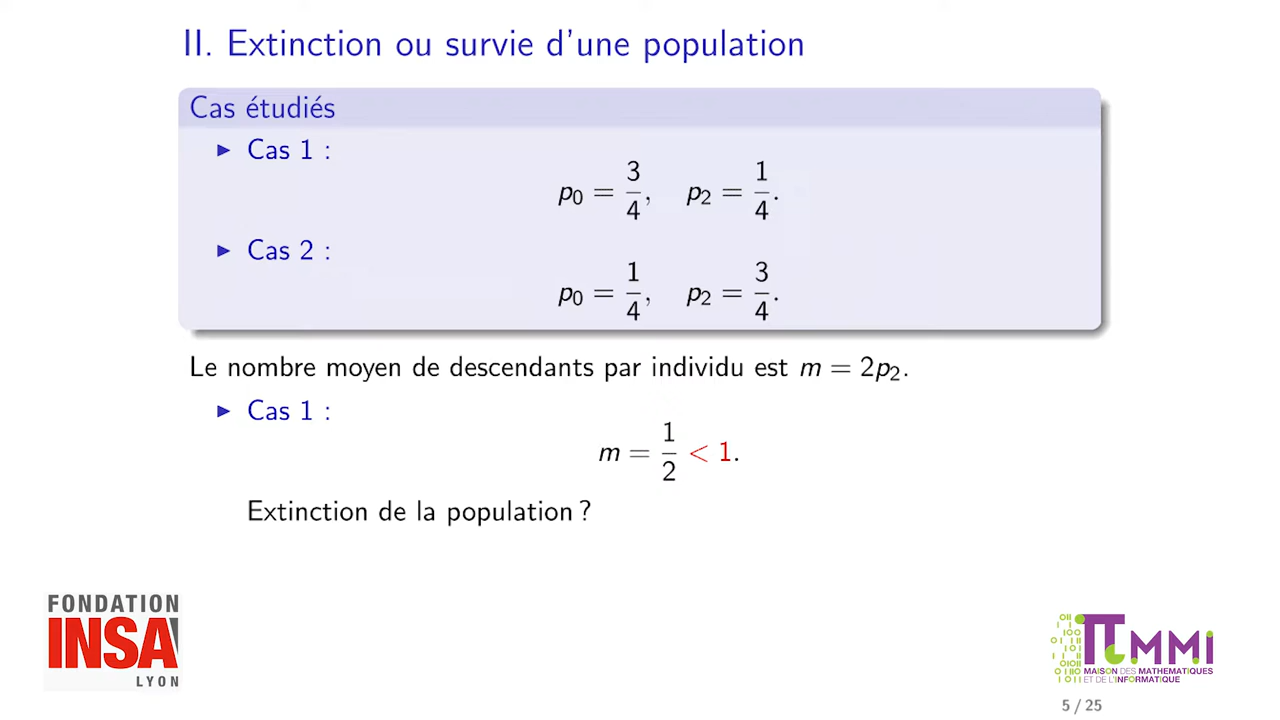 II. Extinction ou survie d'une population
Cas étudiés
▶ Cas 1 :
p₀ = 3/4, p₂ = 1/4.
▶ Cas 2 :
p₀ = 1/4, p₂ = 3/4.
Le nombre moyen de descendants par individu est m = 2p₂.
▶ Cas 1 :
m = 1/2 < 1.
Extinction de la population ?
FONDATION
INSA
LYON
MMI
MAISON DES MATHEMATIQUES
ET DE L'INFORMATIQUE
5 / 25